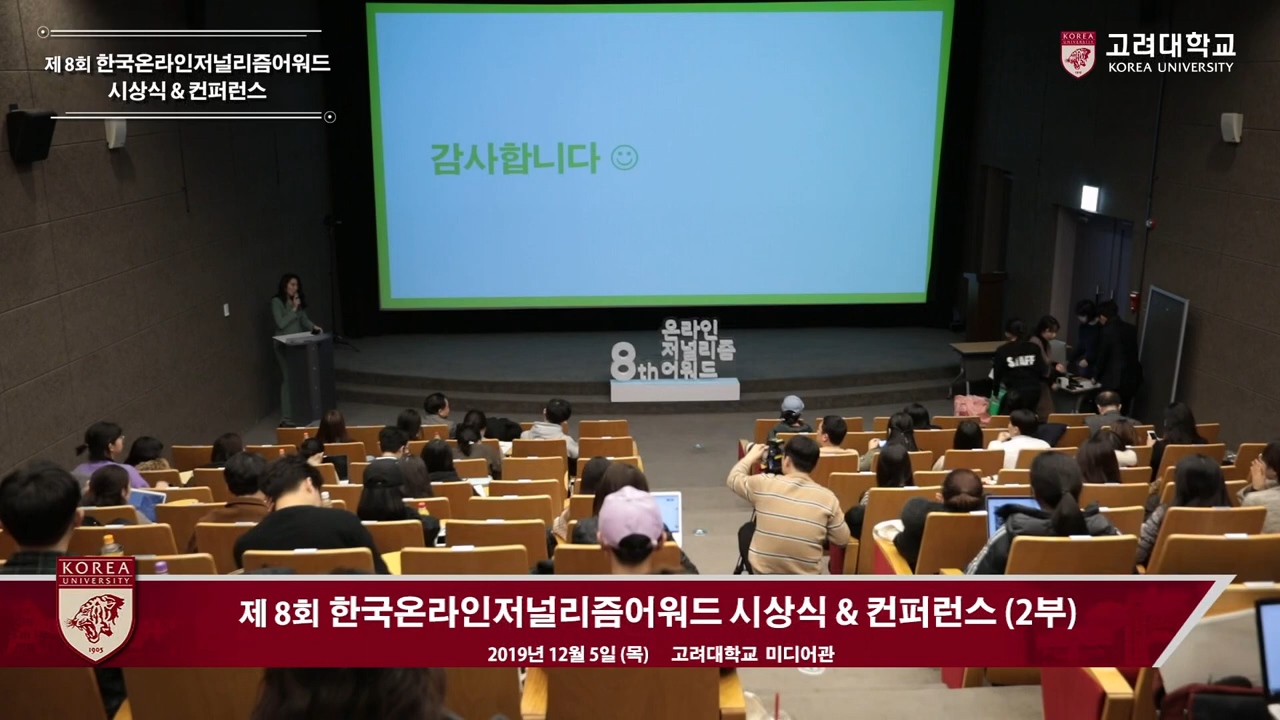 제 8회 한국온라인저널리즘어워드
시상식 & 컨퍼런스
KOREA
UNIVERSITY
고려대학교
KOREA UNIVERSITY
감사합니다
8th
온라인
저널리즘
어워드
STAFF
KOREA
UNIVERSITY
1905
제 8회 한국온라인저널리즘어워드 시상식 & 컨퍼런스 (2부)
2019년 12월 5일 (목) 고려대학교 미디어관